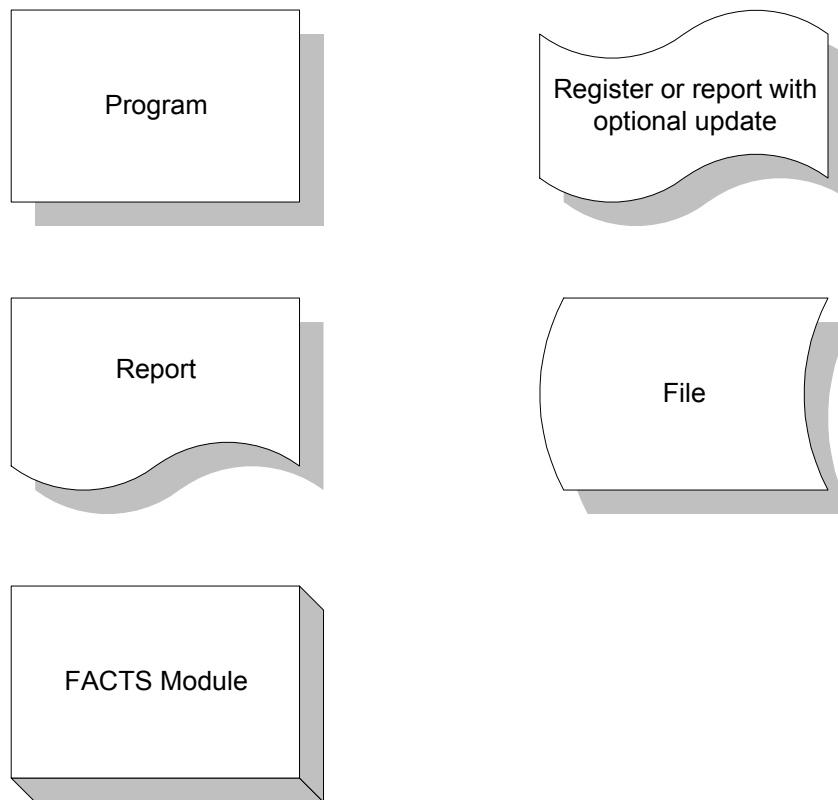 Program
Register or report with
optional update
Report
File
FACTS Module